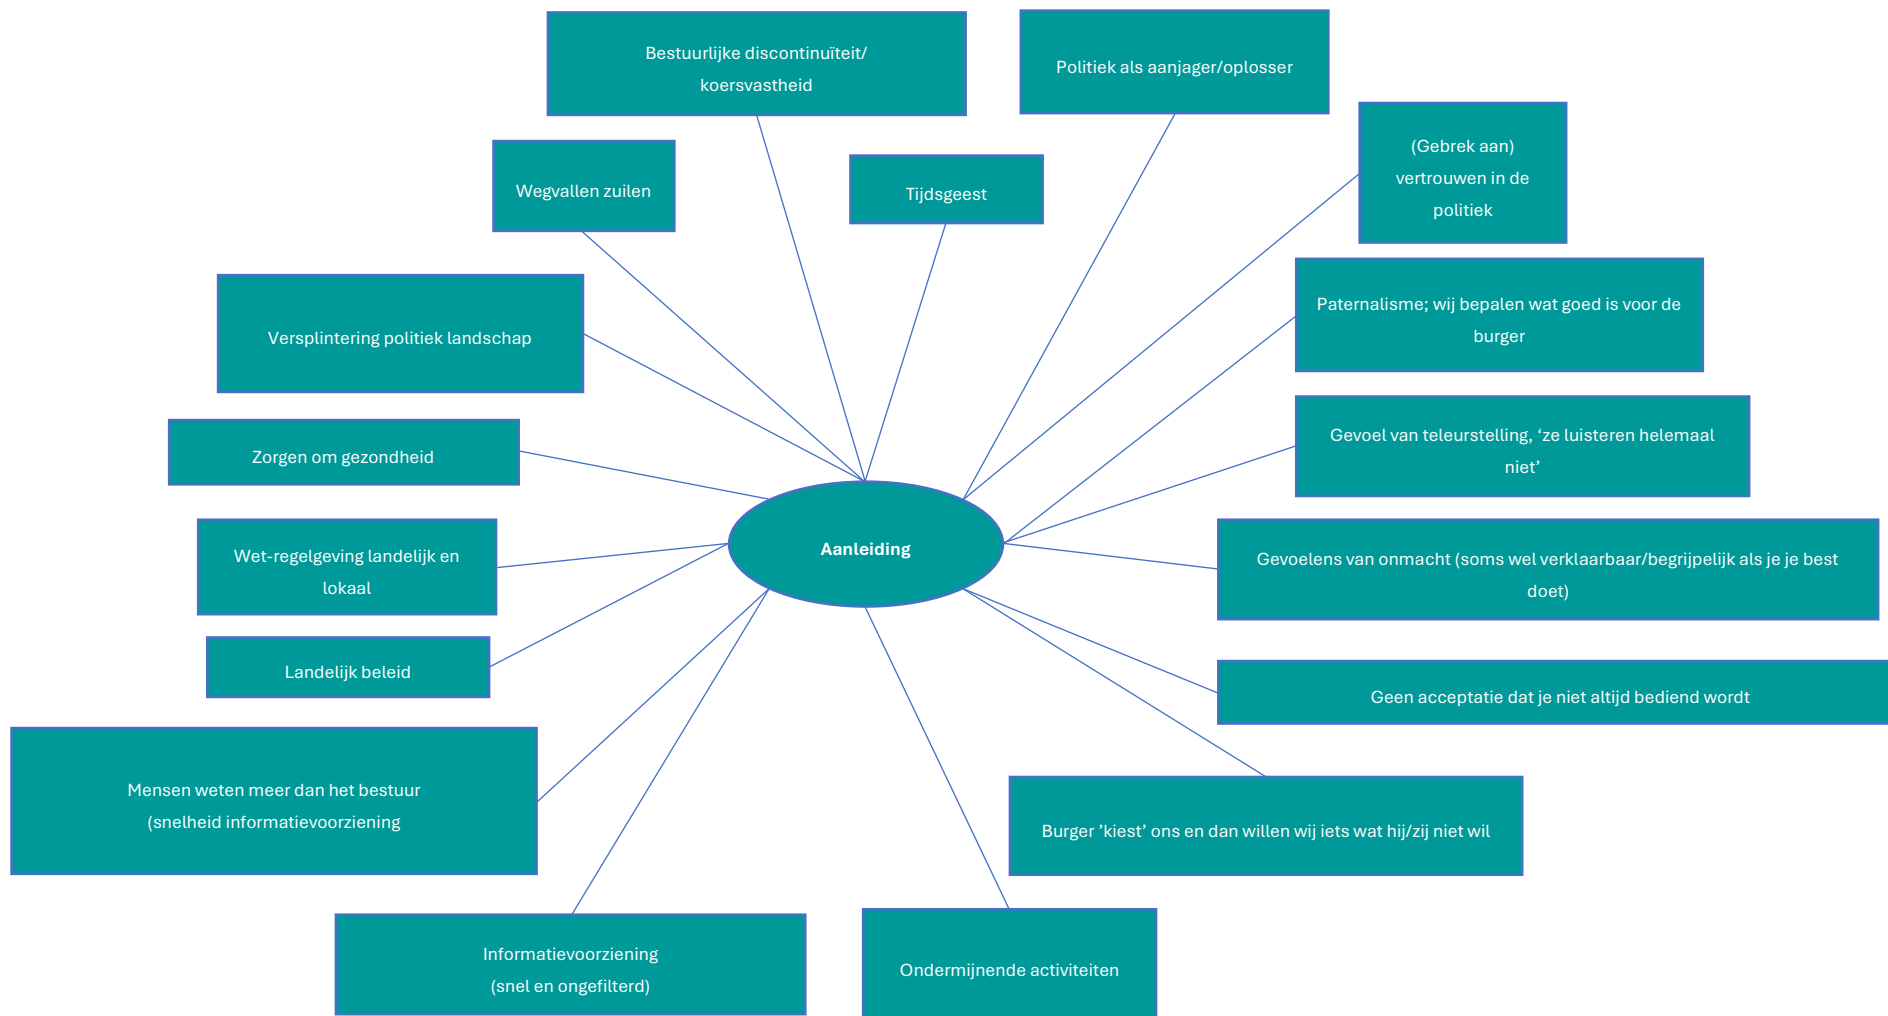 Bestuurlijke discontinuïteit/
koersvastheid
Politiek als aanjager/oplosser
(Gebrek aan)
vertrouwen in de
politiek
Wegvallen zuilen
Tijdsgeest
Paternalisme; wij bepalen wat goed is voor de
burger
Versplintering politiek landschap
Gevoel van teleurstelling, ‘ze luisteren helemaal
niet’
Zorgen om gezondheid
Aanleiding
Wet-regelgeving landelijk en
lokaal
Gevoelens van onmacht (soms wel verklaarbaar/begrijpelijk als je je best
doet)
Landelijk beleid
Geen acceptatie dat je niet altijd bediend wordt
Mensen weten meer dan het bestuur
(snelheid informatievoorziening
Burger ’kiest’ ons en dan willen wij iets wat hij/zij niet wil
Informatievoorziening
(snel en ongefilterd)
Ondermijnende activiteiten